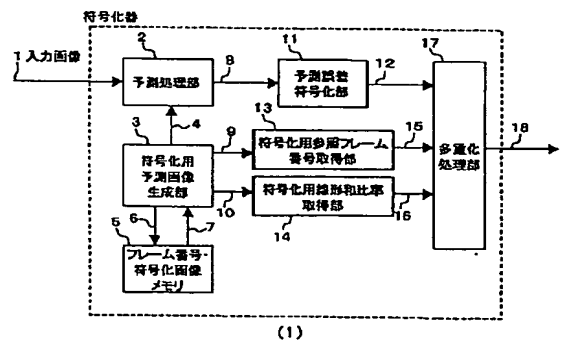 符号化器
1 入力画像
2
予測処理部
8
11
予測誤差
符号化部
12
17
多重化
処理部
18
4
3
符号化用
予測画像
生成部
9
13
符号化用参照フレーム
番号取得部
15
10
符号化用線形和比率
取得部
14
16
6
7
5
フレーム番号・
符号化画像
メモリ
(1)